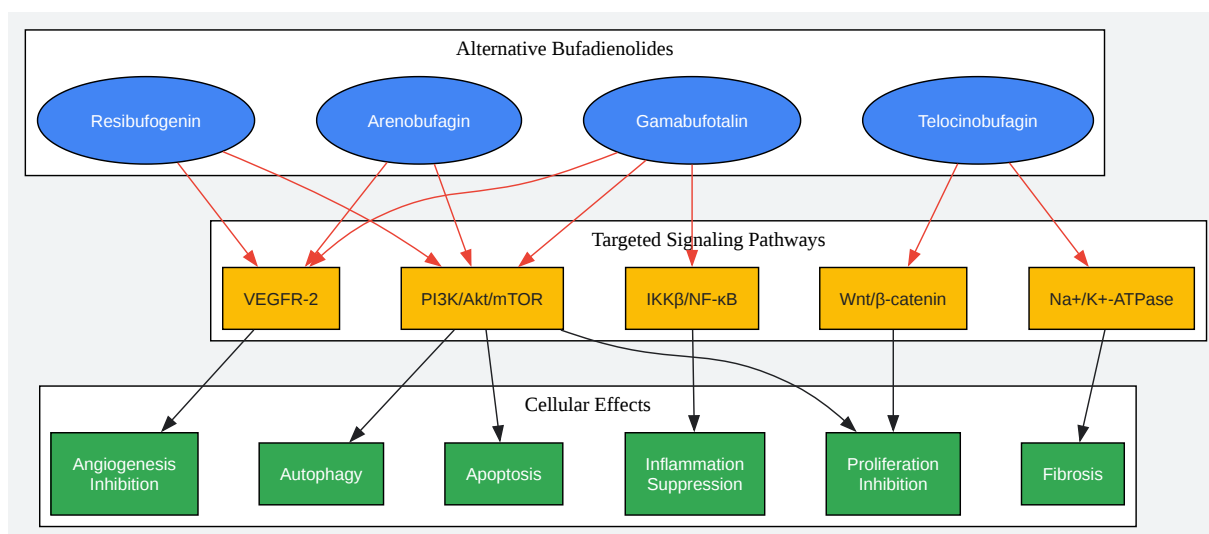 Alternative Bufadienolides
Resibufogenin
Arenobufagin
Gamabufotalin
Telocinobufagin
Targeted Signaling Pathways
VEGFR-2
PI3K/Akt/mTOR
IKKβ/NF-κB
Wnt/β-catenin
Na+/K+-ATPase
Cellular Effects
Angiogenesis
Inhibition
Autophagy
Apoptosis
Inflammation
Suppression
Proliferation
Inhibition
Fibrosis